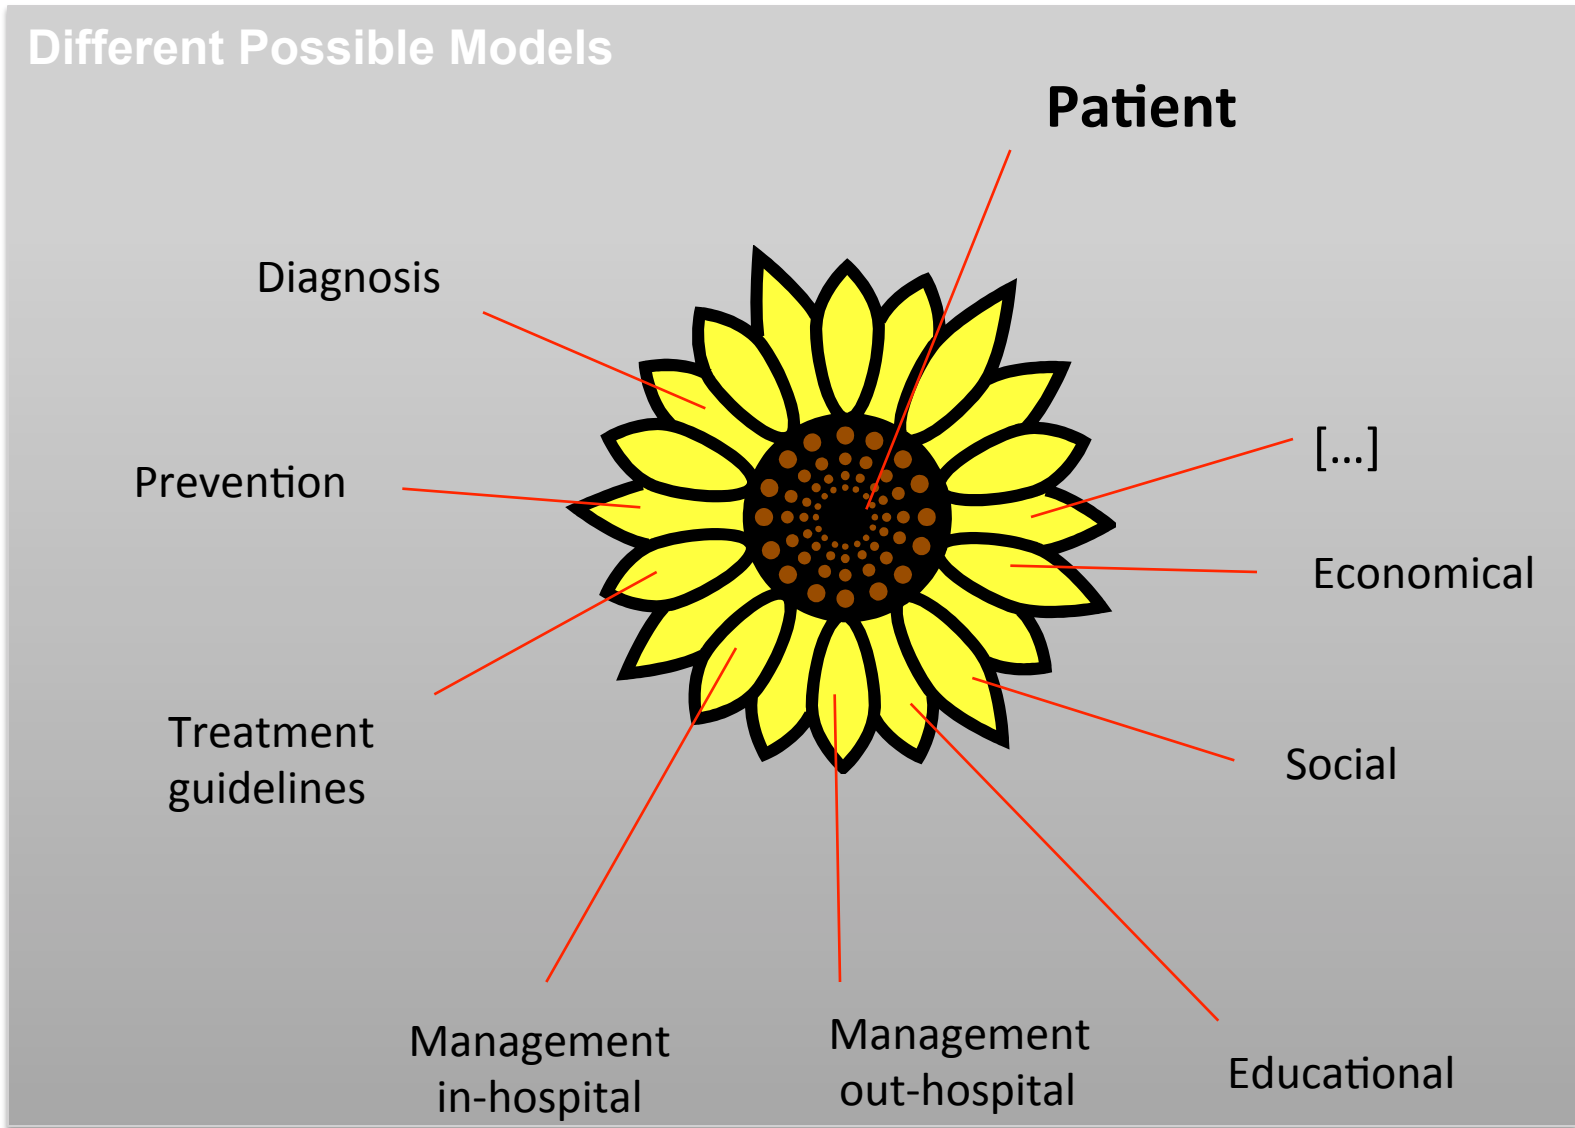 Different Possible Models
Patient
Diagnosis
[...]
Prevention
Economical
Treatment
guidelines
Social
Management
in-hospital
Management
out-hospital
Educational